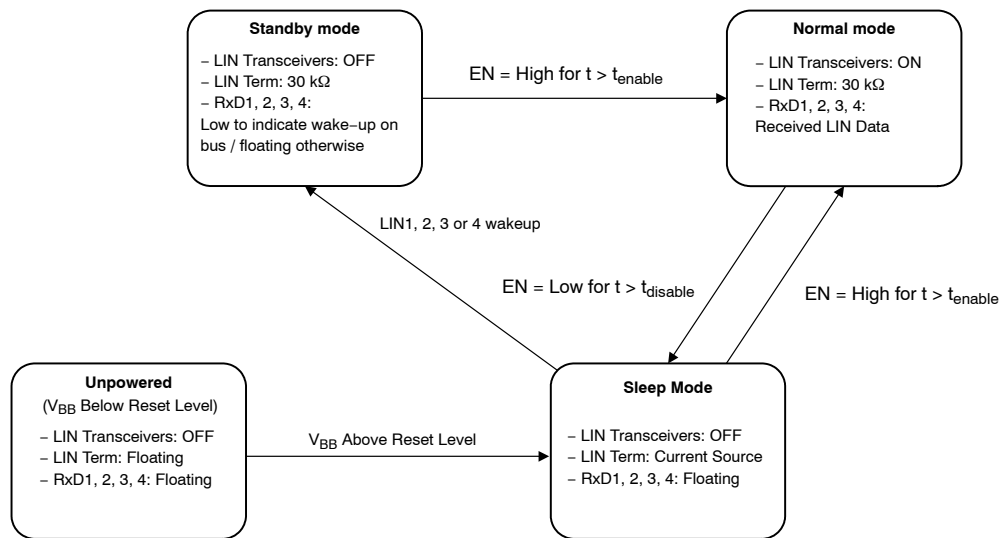 Standby mode
– LIN Transceivers: OFF
– LIN Term: 30 kΩ
– RxD1, 2, 3, 4:
Low to indicate wake–up on
bus / floating otherwise
EN = High for t > tenable
Normal mode
– LIN Transceivers: ON
– LIN Term: 30 kΩ
– RxD1, 2, 3, 4:
Received LIN Data
LIN1, 2, 3 or 4 wakeup
EN = Low for t > tdisable
EN = High for t > tenable
Unpowered
(VBB Below Reset Level)
– LIN Transceivers: OFF
– LIN Term: Floating
– RxD1, 2, 3, 4: Floating
VBB Above Reset Level
Sleep Mode
– LIN Transceivers: OFF
– LIN Term: Current Source
– RxD1, 2, 3, 4: Floating